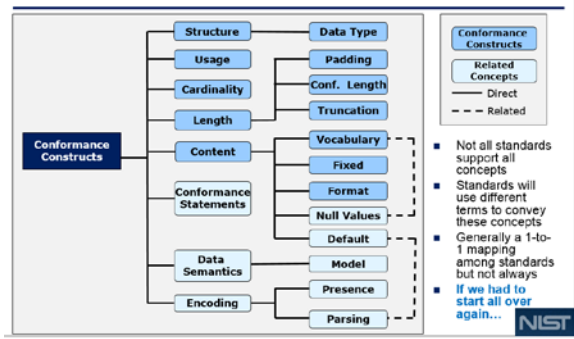 Conformance
Constructs
Structure
Usage
Cardinality
Length
Content
Conformance
Statements
Data
Semantics
Encoding
Data Type
Padding
Conf. Length
Truncation
Vocabulary
Fixed
Format
Null Values
Default
Model
Presence
Parsing
Conformance
Constructs
Related
Concepts
Direct
Related
Not all standards
support all
concepts
Standards will
use different
terms to convey
these concepts
Generally a 1-to-
1 mapping
among standards
but not always
If we had to
start all over
again…
NIST